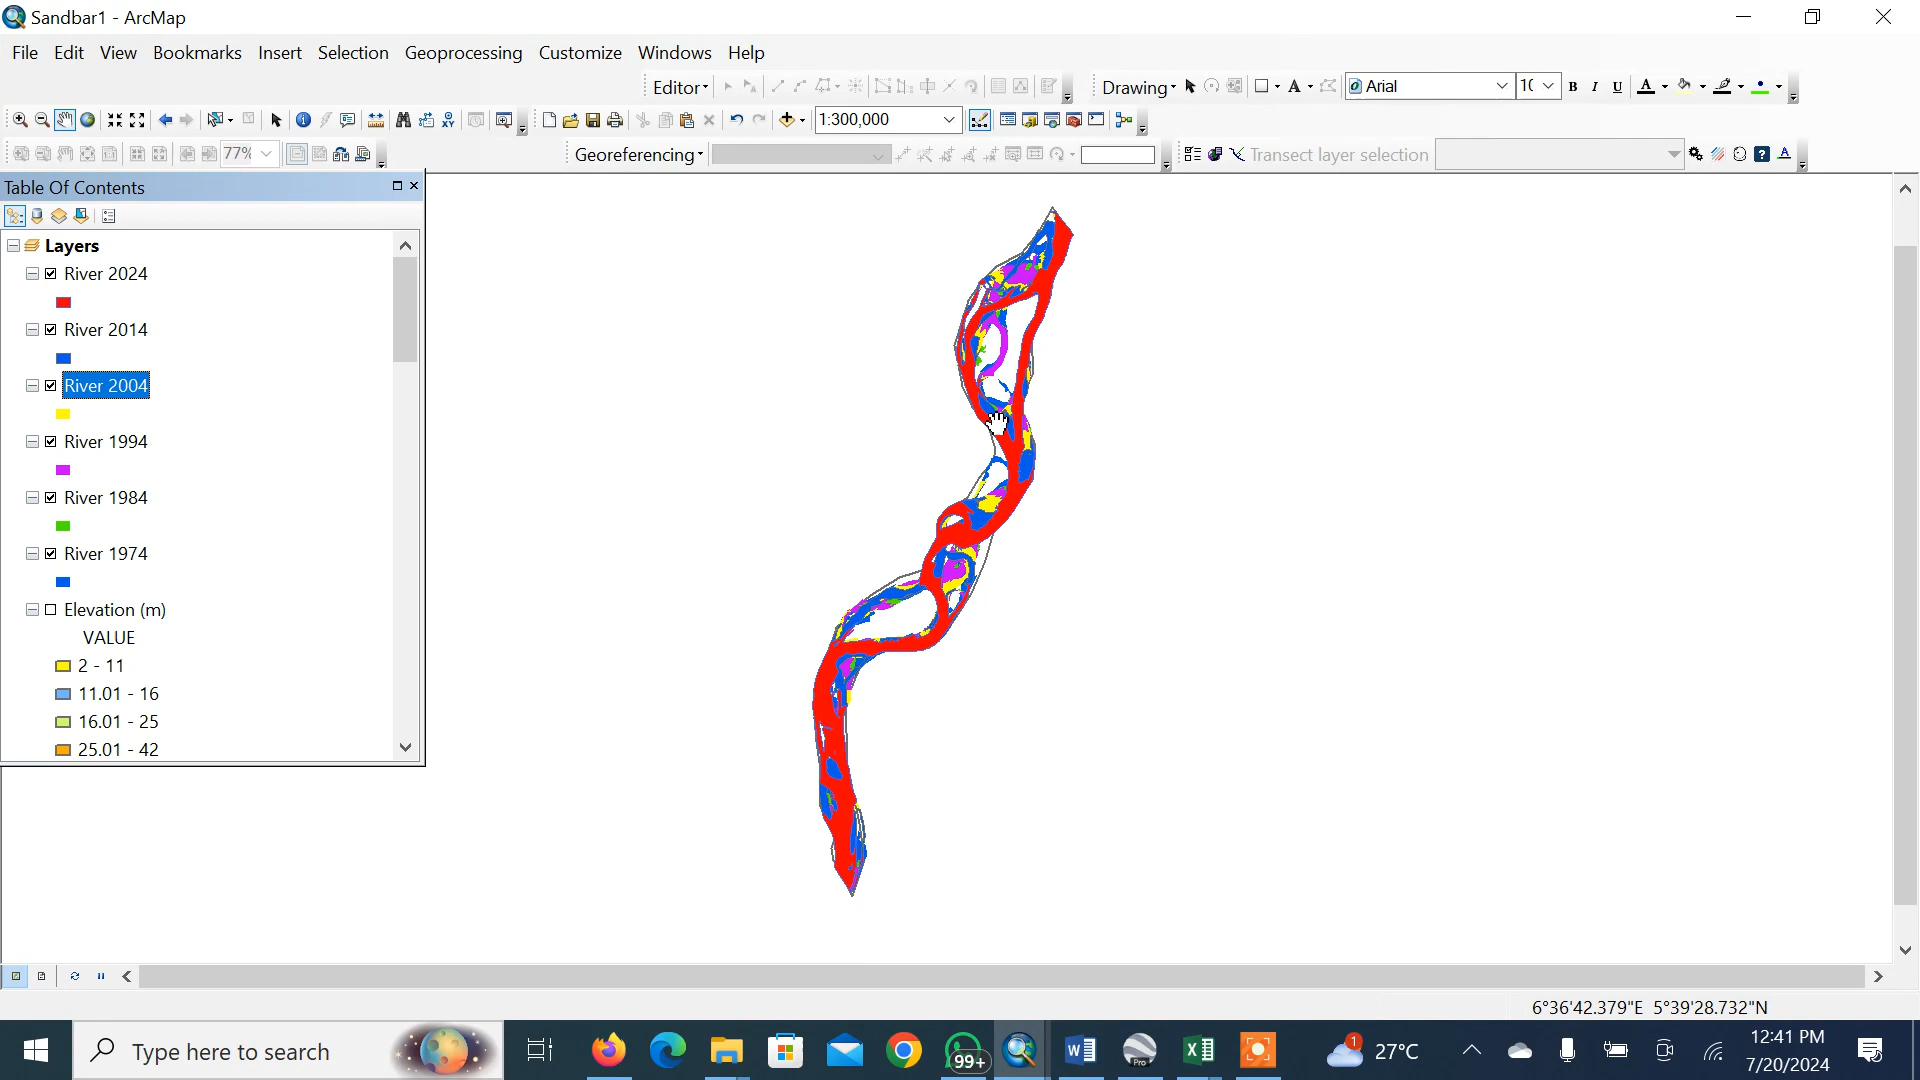 Sandbar1 - ArcMap
File Edit View Bookmarks Insert Selection Geoprocessing Customize Windows Help
Editor Drawing A Arial 10 B I U A
1:300,000
77% Georeferencing Transect layer selection
Table Of Contents
Layers
River 2024
River 2014
River 2004
River 1994
River 1984
River 1974
Elevation (m)
VALUE
2 - 11
11.01 - 16
16.01 - 25
25.01 - 42
6°36'42.379"E 5°39'28.732"N
Type here to search 99+ Pro 1 27°C 12:41 PM
7/20/2024